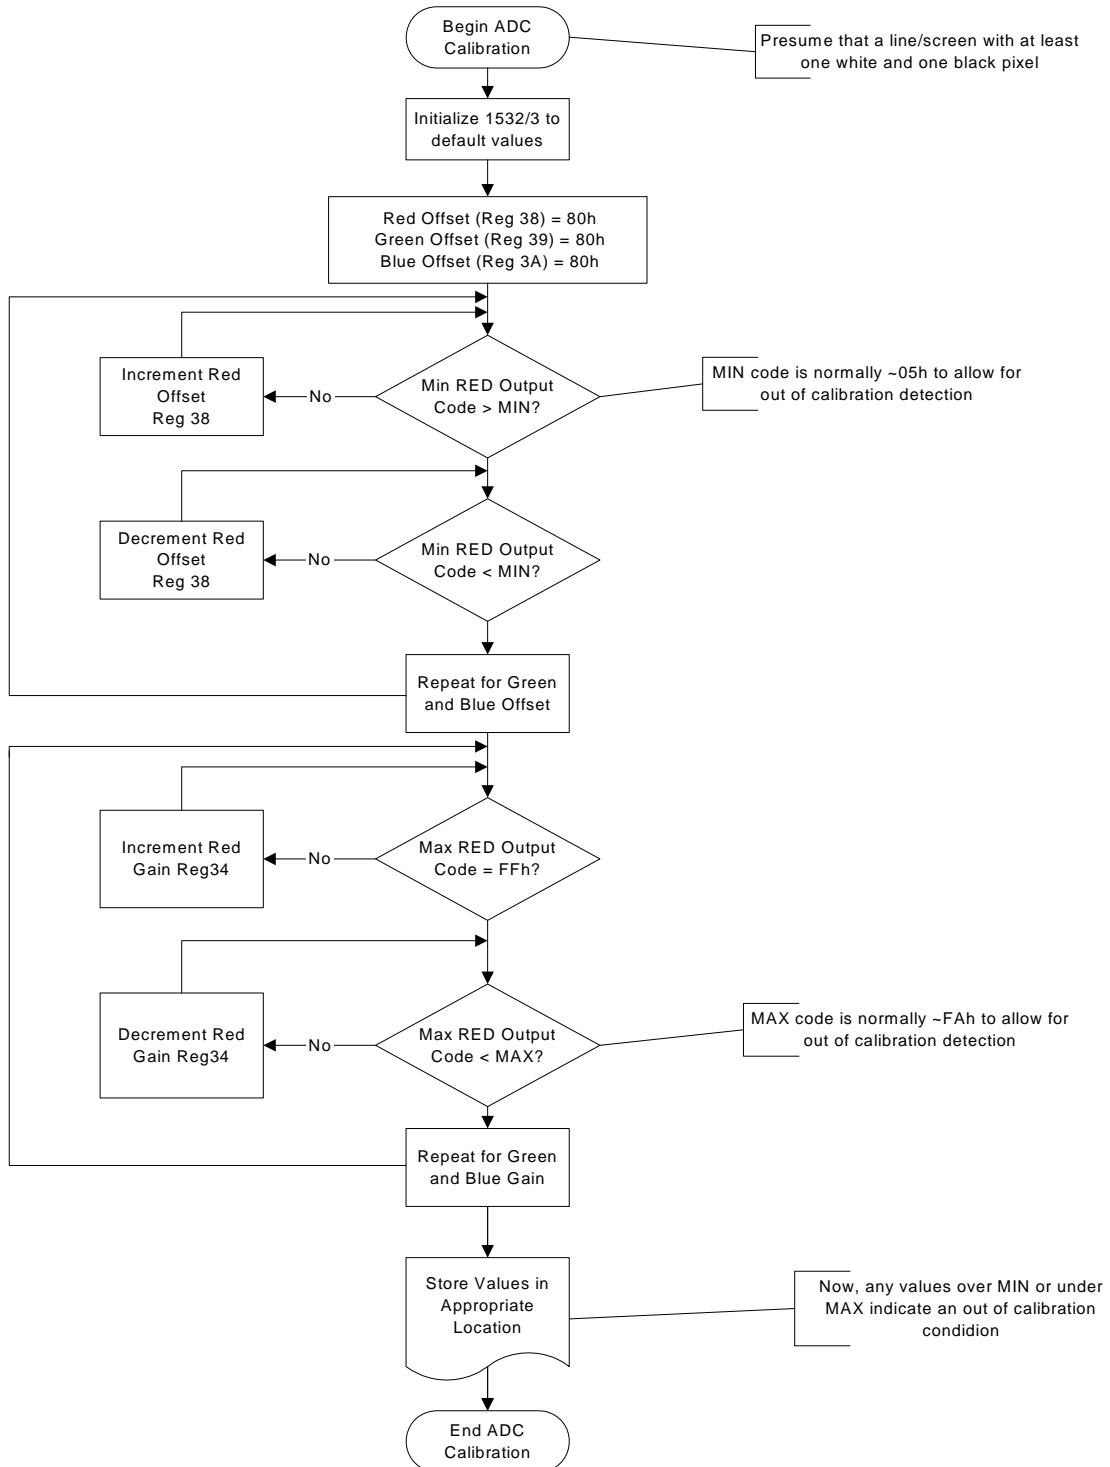 Begin ADC
Calibration
Presume that a line/screen with at least
one white and one black pixel
Initialize 1532/3 to
default values
Red Offset (Reg 38) = 80h
Green Offset (Reg 39) = 80h
Blue Offset (Reg 3A) = 80h
Increment Red
Offset
Reg 38
No
Min RED Output
Code > MIN?
MIN code is normally ~05h to allow for
out of calibration detection
Decrement Red
Offset
Reg 38
No
Min RED Output
Code < MIN?
Repeat for Green
and Blue Offset
Increment Red
Gain Reg34
No
Max RED Output
Code = FFh?
Decrement Red
Gain Reg34
No
Max RED Output
Code < MAX?
MAX code is normally ~FAh to allow for
out of calibration detection
Repeat for Green
and Blue Gain
Store Values in
Appropriate
Location
Now, any values over MIN or under
MAX indicate an out of calibration
condidion
End ADC
Calibration